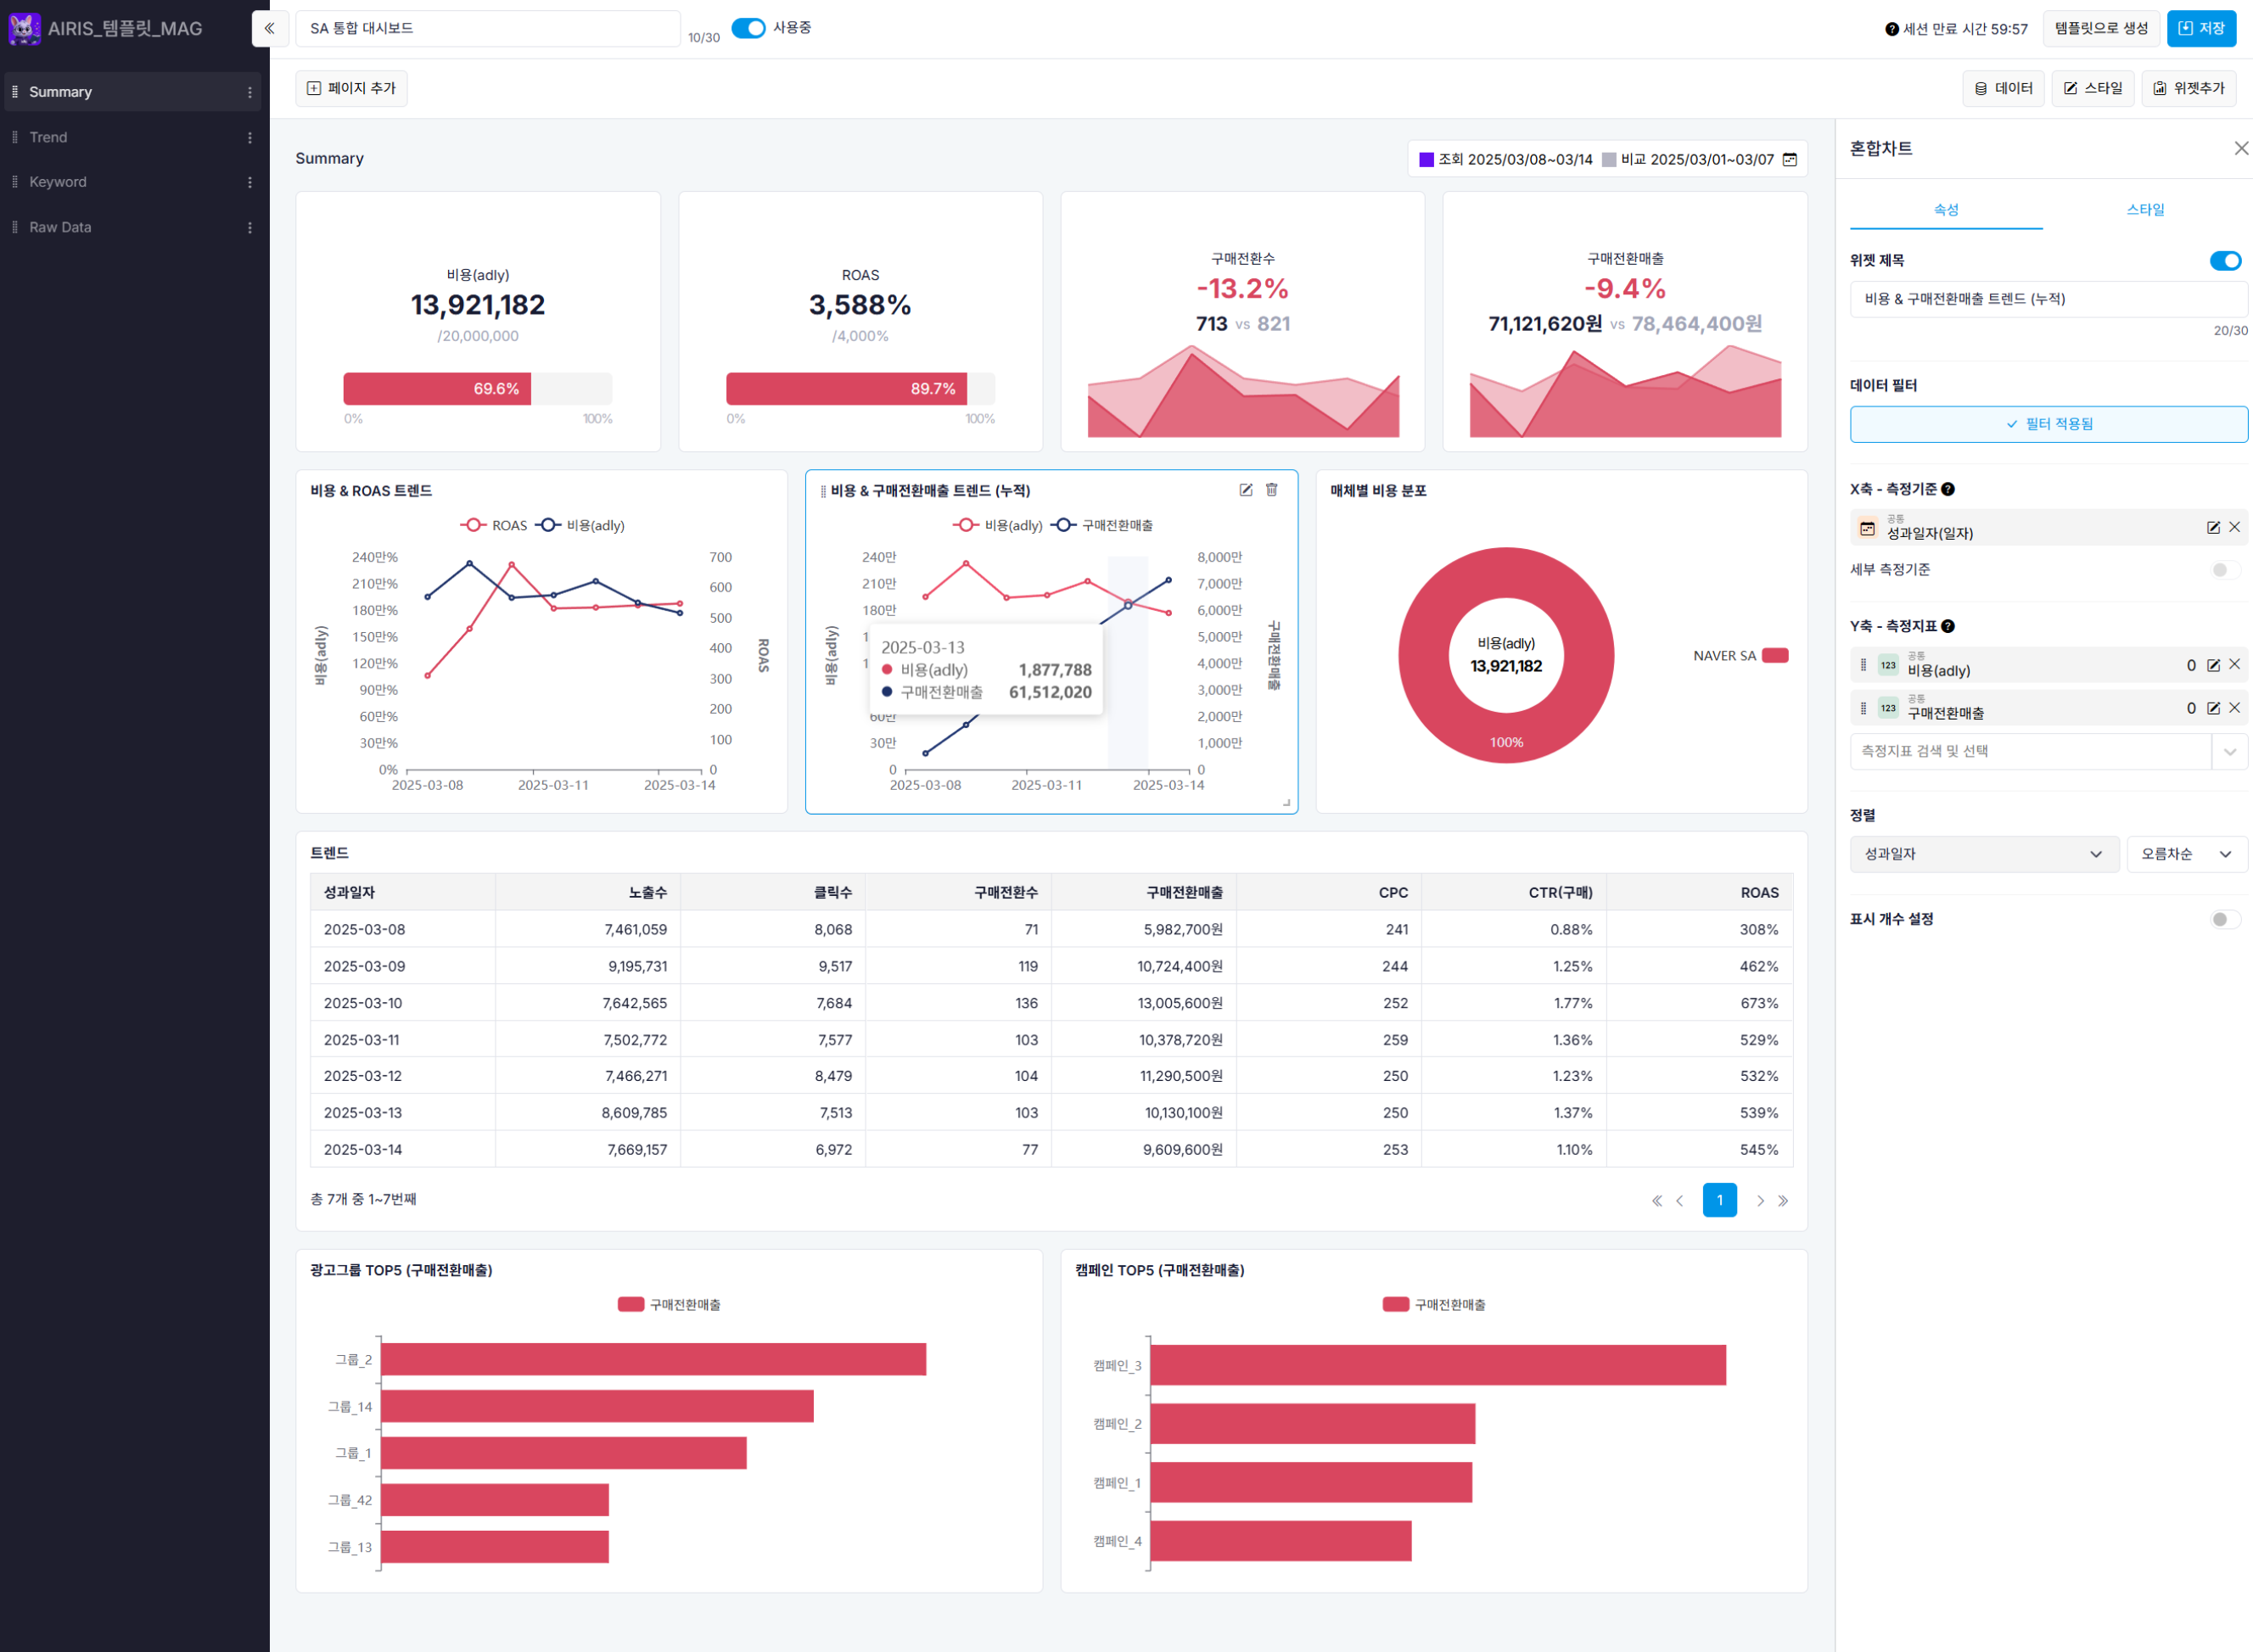 AIRIS_템플릿_MAG
SA 통합 대시보드
10/30
사용중
세션 만료 시간 59:57
템플릿으로 생성
저장
Summary
Trend
Keyword
Raw Data
페이지 추가
데이터
스타일
위젯추가
Summary
조회 2025/03/08~03/14 비교 2025/03/01~03/07
비용(adly)
13,921,182
/20,000,000
69.6%
0% 100%
ROAS
3,588%
/4,000%
89.7%
0% 100%
구매전환수
-13.2%
713 vs 821
구매전환매출
-9.4%
71,121,620원 vs 78,464,400원
비용 & ROAS 트렌드
ROAS 비용(adly)
240만%
210만%
180만%
150만%
120만%
90만%
60만%
30만%
0%
비용(adly)
700
600
500
400
300
200
100
0
ROAS
2025-03-08 2025-03-11 2025-03-14
비용 & 구매전환매출 트렌드 (누적)
비용(adly) 구매전환매출
240만
210만
180만
1
1
60만
30만
0
비용(adly)
2025-03-13
비용(adly) 1,877,788
구매전환매출 61,512,020
8,000만
7,000만
6,000만
5,000만
4,000만
3,000만
2,000만
1,000만
0
구매전환매출
2025-03-08 2025-03-11 2025-03-14
매체별 비용 분포
비용(adly)
13,921,182
100%
NAVER SA
트렌드
성과일자 노출수 클릭수 구매전환수 구매전환매출 CPC CTR(구매) ROAS
2025-03-08 7,461,059 8,068 71 5,982,700원 241 0.88% 308%
2025-03-09 9,195,731 9,517 119 10,724,400원 244 1.25% 462%
2025-03-10 7,642,565 7,684 136 13,005,600원 252 1.77% 673%
2025-03-11 7,502,772 7,577 103 10,378,720원 259 1.36% 529%
2025-03-12 7,466,271 8,479 104 11,290,500원 250 1.23% 532%
2025-03-13 8,609,785 7,513 103 10,130,100원 250 1.37% 539%
2025-03-14 7,669,157 6,972 77 9,609,600원 253 1.10% 545%
총 7개 중 1~7번째
1
광고그룹 TOP5 (구매전환매출)
구매전환매출
그룹_2
그룹_14
그룹_1
그룹_42
그룹_13
캠페인 TOP5 (구매전환매출)
구매전환매출
캠페인_3
캠페인_2
캠페인_1
캠페인_4
혼합차트
속성 스타일
위젯 제목
비용 & 구매전환매출 트렌드 (누적)
20/30
데이터 필터
필터 적용됨
X축 - 측정기준
공통
성과일자(일자)
세부 측정기준
Y축 - 측정지표
공통
123 비용(adly) 0
공통
123 구매전환매출 0
측정지표 검색 및 선택
정렬
성과일자 오름차순
표시 개수 설정